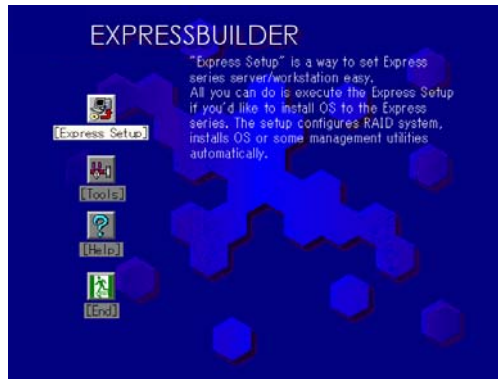 EXPRESSBUILDER
"Express Setup" is a way to set Express
series server/workstation easy.
All you can do is execute the Express Setup
if you'd like to install OS to the Express
series. The setup configures RAID system,
installs OS or some management utilities
automatically.
[Express Setup]
[Tools]
[Help]
[End]